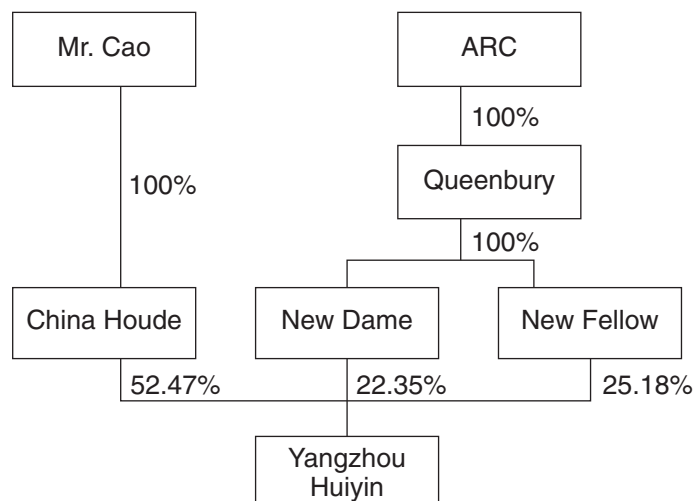 Mr. Cao
ARC
100%
Queenbury
100%
100%
China Houde
New Dame
New Fellow
52.47%
22.35%
25.18%
Yangzhou
Huiyin